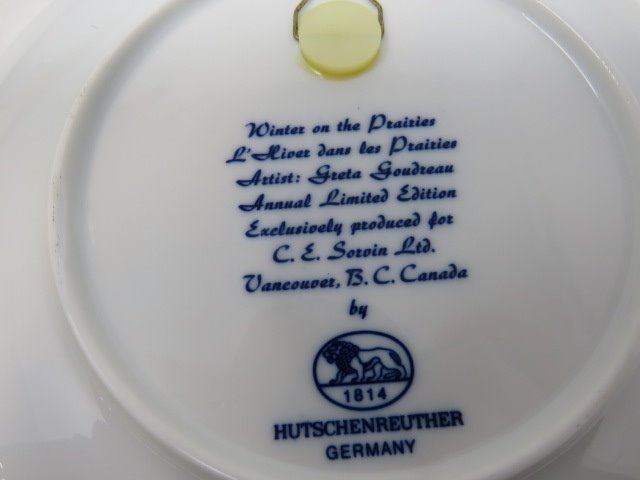 Winter on the Prairies
L'Hiver dans les Prairies
Artist: Greta Goudreau
Annual Limited Edition
Exclusively produced for
C. E. Sorvin Ltd.
Vancouver, B. C. Canada
by
1814
HUTSCHENREUTHER
GERMANY